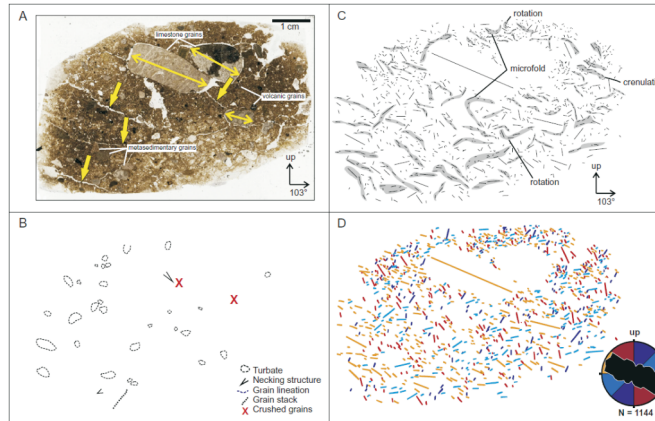 A
1 cm
limestone grains
volcanic grains
metasedimentary grains
up
103°
C
rotation
microfold
crenulati
rotation
up
103°
B
X
X
Turbate
Necking structure
Grain lineation
Grain stack
X Crushed grains
D
up
N = 1144